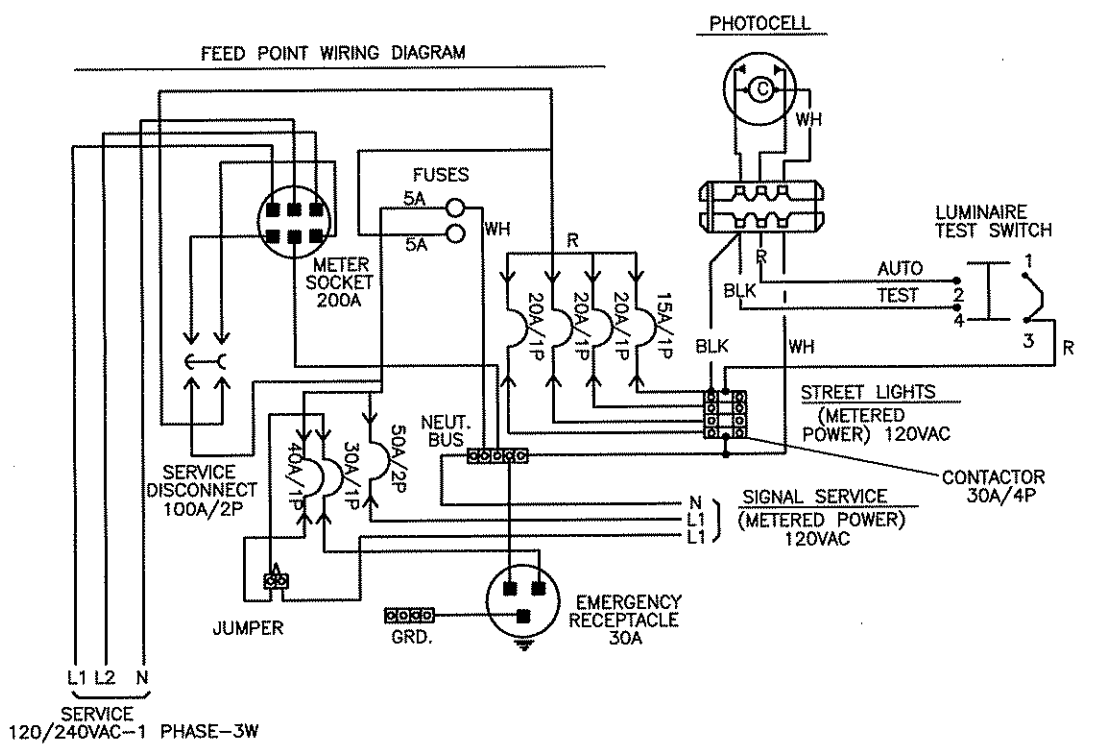 PHOTOCELL
FEED POINT WIRING DIAGRAM
C
WH
FUSES
5A
WH
5A
METER
SOCKET
200A
R
20A/1P
20A/1P
20A/1P
15A/1P
R
BLK
BLK
WH
LUMINAIRE
TEST SWITCH
AUTO
TEST
1
2
4
3
R
STREET LIGHTS
(METERED
POWER) 120VAC
CONTACTOR
30A/4P
NEUT.
BUS
SERVICE
DISCONNECT
100A/2P
40A/1P
30A/1P
50A/2P
N
L1
L1
SIGNAL SERVICE
(METERED POWER)
120VAC
JUMPER
GRD.
EMERGENCY
RECEPTACLE
30A
L1 L2 N
SERVICE
120/240VAC-1 PHASE-3W